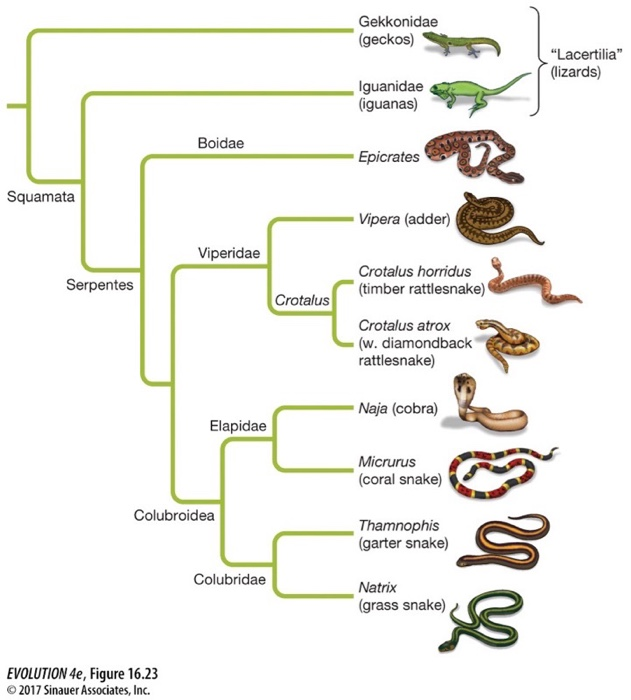 Gekkonidae
(geckos)
"Lacertilia"
(lizards)
Iguanidae
(iguanas)
Boidae
Epicrates
Squamata
Vipera (adder)
Viperidae
Serpentes
Crotalus horridus
(timber rattlesnake)
Crotalus
Crotalus atrox
(w. diamondback
rattlesnake)
Naja (cobra)
Elapidae
Micrurus
(coral snake)
Colubroidea
Thamnophis
(garter snake)
Colubridae
Natrix
(grass snake)
EVOLUTION 4e, Figure 16.23
© 2017 Sinauer Associates, Inc.